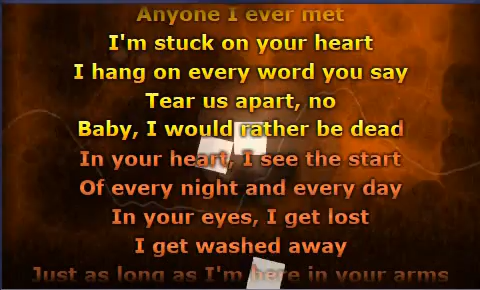 Anyone I ever met
I'm stuck on your heart
I hang on every word you say
Tear us apart, no
Baby, I would rather be dead
In your heart, I see the start
Of every night and every day
In your eyes, I get lost
I get washed away
Just as long as I'm here in your arms